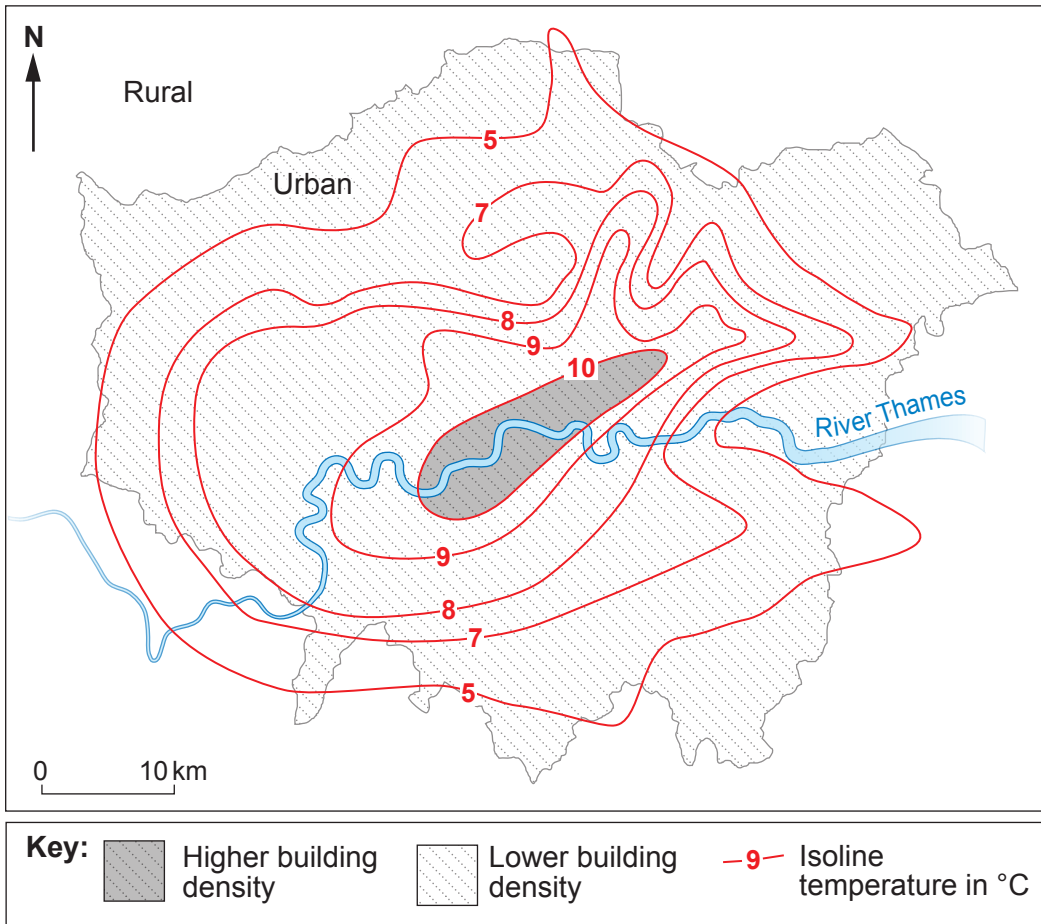 N
Rural
5
Urban
7
8
9
10
River Thames
9
8
7
5
0 10 km
Key:
Higher building
density
Lower building
density
9
Isoline
temperature in °C